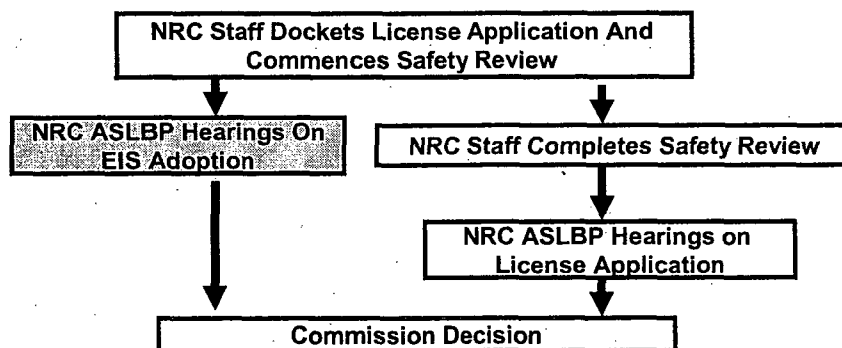 NRC Staff Dockets License Application And
Commences Safety Review
NRC ASLBP Hearings On
EIS Adoption
NRC Staff Completes Safety Review
NRC ASLBP Hearings on
License Application
Commission Decision